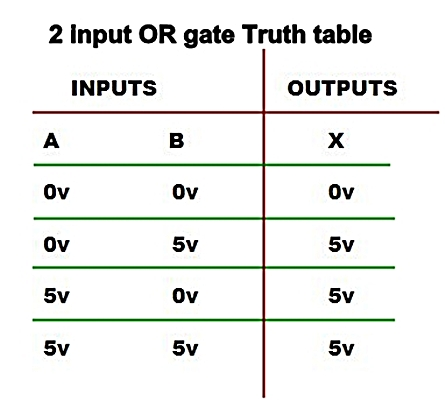 2 input OR gate Truth table
INPUTS OUTPUTS
A B X
0v 0v 0v
0v 5v 5v
5v 0v 5v
5v 5v 5v